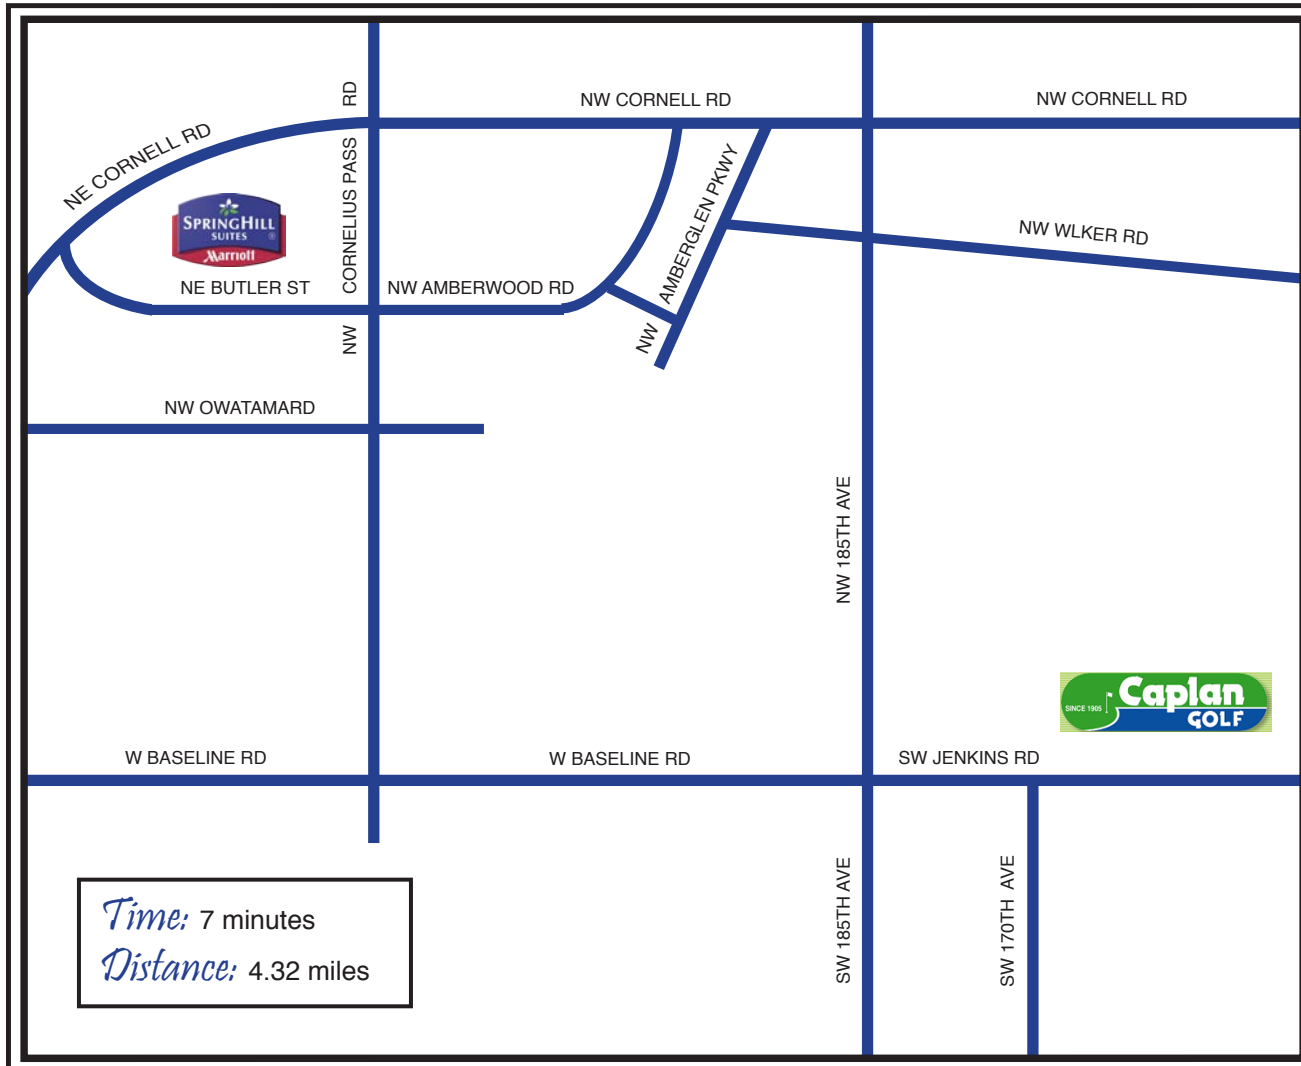 NW CORNELL RD
NW CORNELL RD
NE CORNELL RD
NW CORNELIUS PASS RD
SPRINGHILL
SUITES
®
Marriott
NE BUTLER ST
NW AMBERWOOD RD
NW AMBERGLEN PKWY
NW WLKER RD
NW OWATAMARD
NW 185TH AVE
SINCE 1905
Caplan
GOLF
W BASELINE RD
W BASELINE RD
SW JENKINS RD
SW 185TH AVE
SW 170TH AVE
Time: 7 minutes
Distance: 4.32 miles